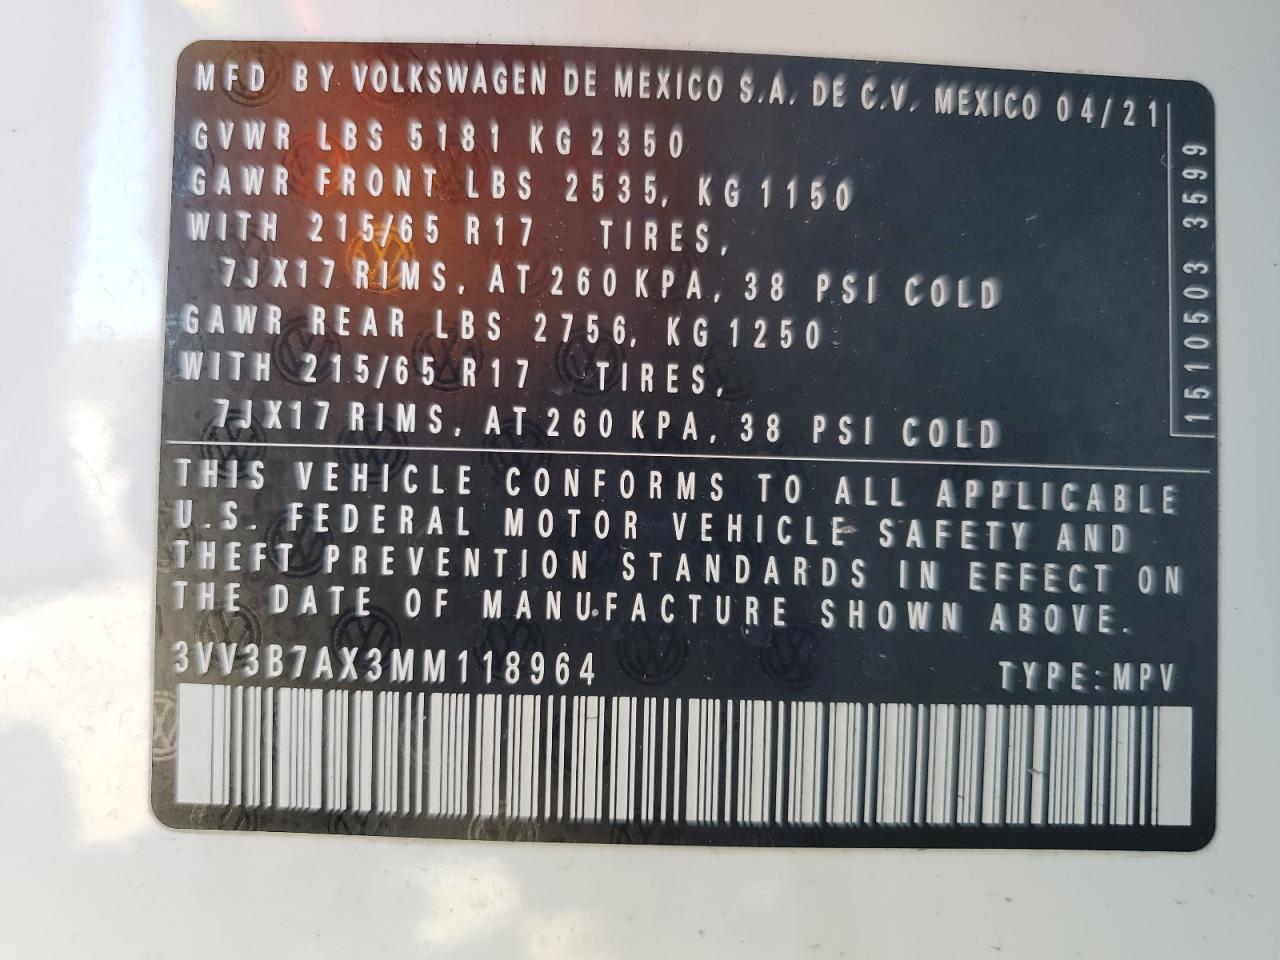 MFD BY VOLKSWAGEN DE MEXICO S.A. DE C.V. MEXICO 04/21
GVWR LBS 5181 KG 2350
GAWR FRONT LBS 2535, KG 1150
WITH 215/65 R17 TIRES,
7JX17 RIMS, AT 260 KPA, 38 PSI COLD
GAWR REAR LBS 2756, KG 1250
WITH 215/65 R17 TIRES,
7JX17 RIMS, AT 260 KPA, 38 PSI COLD
151 0503 3599
THIS VEHICLE CONFORMS TO ALL APPLICABLE
U.S. FEDERAL MOTOR VEHICLE SAFETY AND
THEFT PREVENTION STANDARDS IN EFFECT ON
THE DATE OF MANUFACTURE SHOWN ABOVE.
3VV3B7AX3MM118964 TYPE:MPV